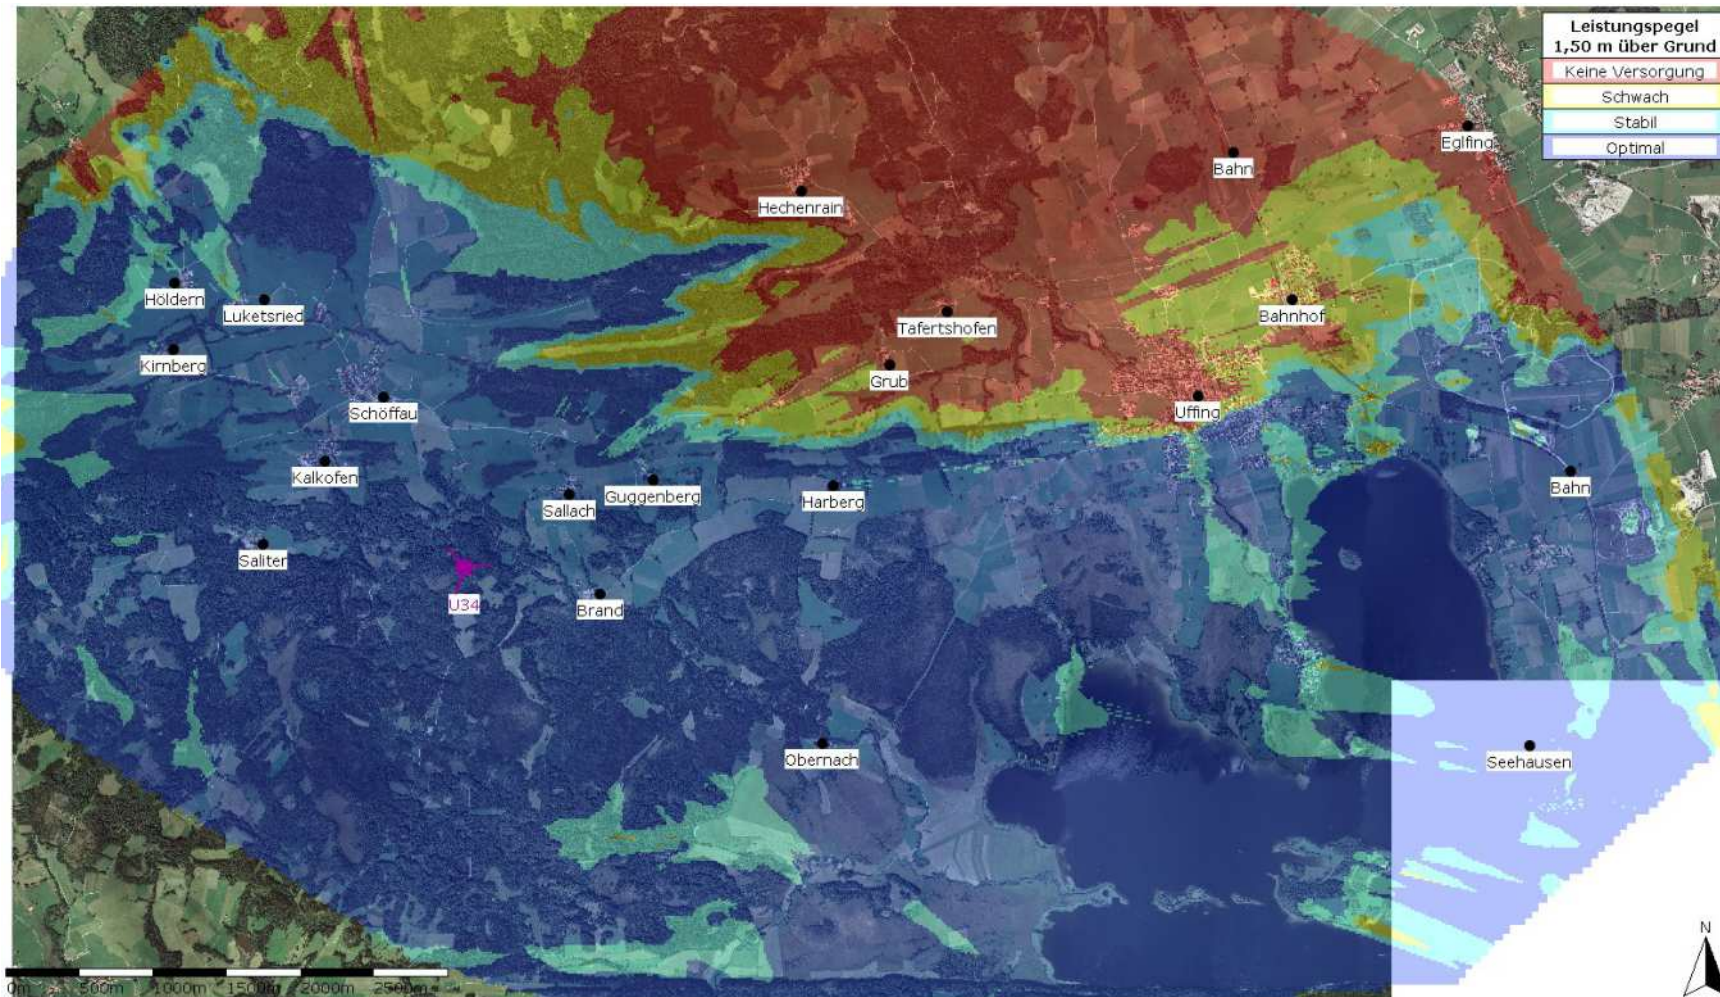 Leistungspegel
1,50 m über Grund
Keine Versorgung
Schwach
Stabil
Optimal
Eglfing
Bahn
Hechenrain
Höldern
Luketsried
Bahnhof
Tafertshofen
Kirnberg
Grub
Schöffau
Uffing
Kalkofen
Guggenberg
Harberg
Bahn
Sallach
Saliter
U34
Brand
Obernach
Seehausen
N
0m 500m 1000m 1500m 2000m 2500m